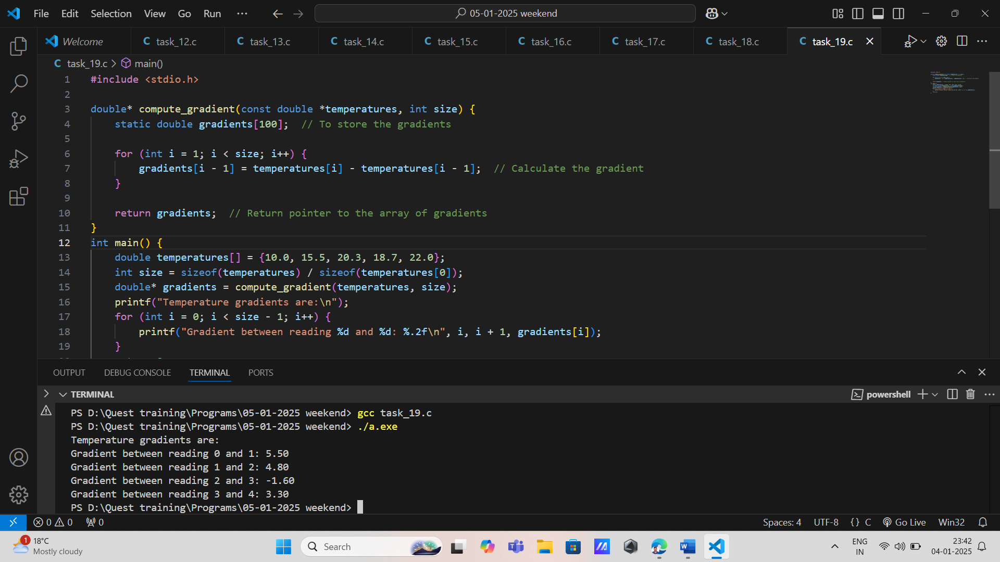 File Edit Selection View Go Run ··· 05-01-2025 weekend
Welcome task_12.c task_13.c task_14.c task_15.c task_16.c task_17.c task_18.c task_19.c
C task_19.c > main()
1 #include <stdio.h>
2
3 double* compute_gradient(const double *temperatures, int size) {
4     static double gradients[100];  // To store the gradients
5
6     for (int i = 1; i < size; i++) {
7         gradients[i - 1] = temperatures[i] - temperatures[i - 1];  // Calculate the gradient
8     }
9
10     return gradients;  // Return pointer to the array of gradients
11 }
12 int main() {
13     double temperatures[] = {10.0, 15.5, 20.3, 18.7, 22.0};
14     int size = sizeof(temperatures) / sizeof(temperatures[0]);
15     double* gradients = compute_gradient(temperatures, size);
16     printf("Temperature gradients are:\n");
17     for (int i = 0; i < size - 1; i++) {
18         printf("Gradient between reading %d and %d: %.2f\n", i, i + 1, gradients[i]);
19     }
OUTPUT DEBUG CONSOLE TERMINAL PORTS
TERMINAL powershell
PS D:\Quest training\Programs\05-01-2025 weekend> gcc task_19.c
PS D:\Quest training\Programs\05-01-2025 weekend> ./a.exe
Temperature gradients are:
Gradient between reading 0 and 1: 5.50
Gradient between reading 1 and 2: 4.80
Gradient between reading 2 and 3: -1.60
Gradient between reading 3 and 4: 3.30
PS D:\Quest training\Programs\05-01-2025 weekend>
0 0 0 Spaces: 4 UTF-8 {} C Go Live Win32
1 18°C
Mostly cloudy
Search
ENG
IN
23:42
04-01-2025